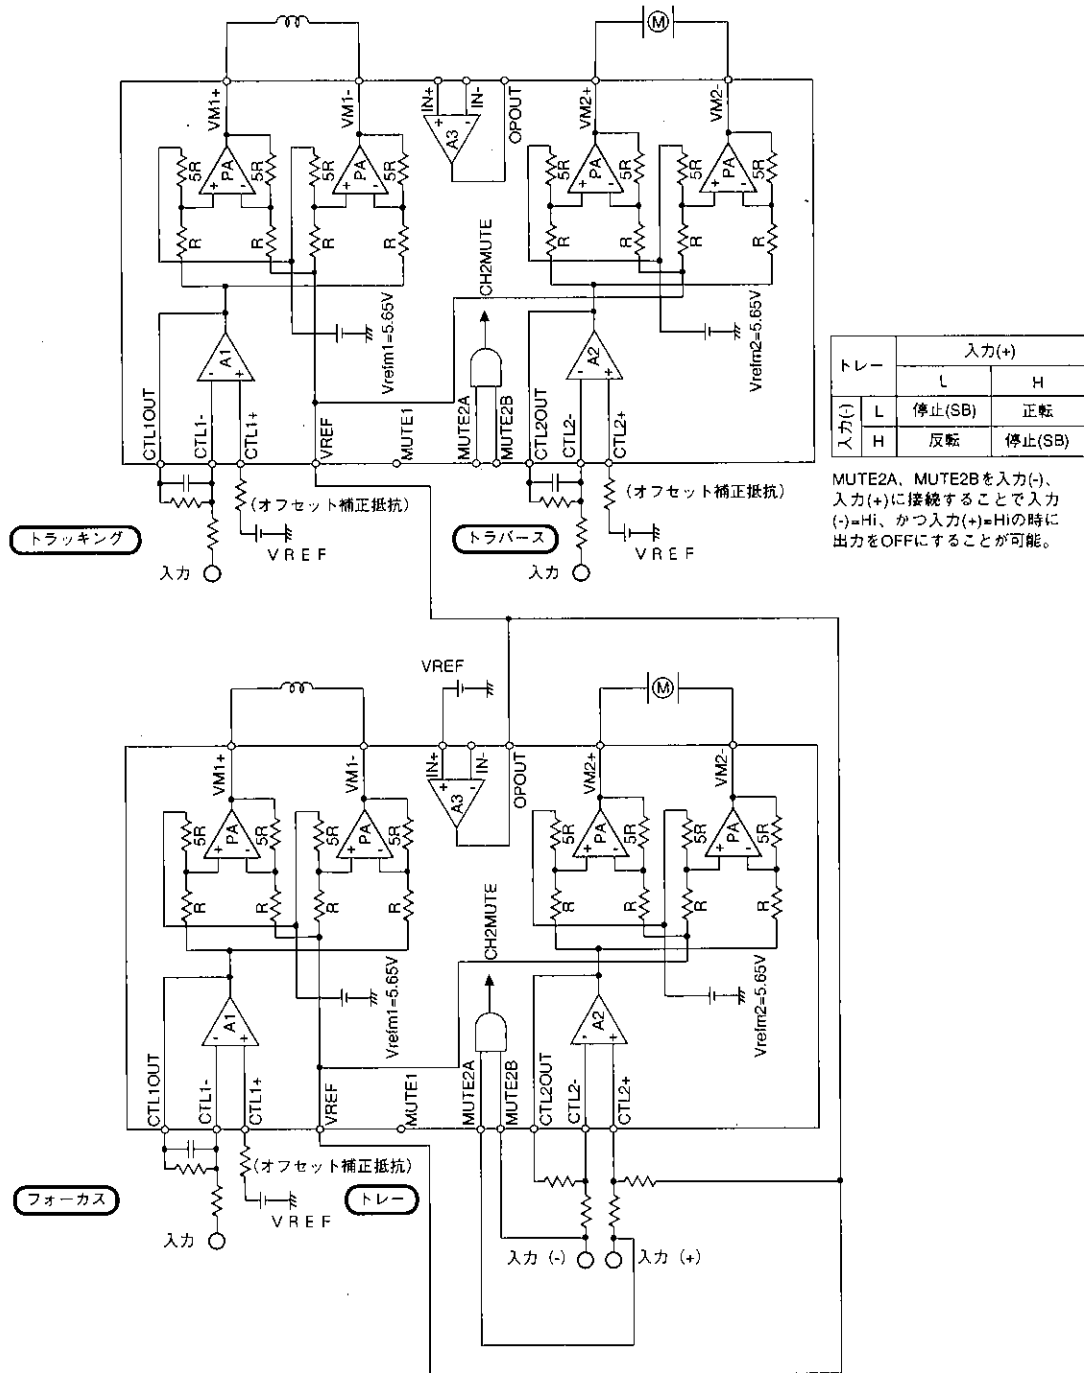 M
VM1+
VM1-
IN+
IN-
OPOUT
VM2+
VM2-
A3
5R
PA
5R
5R
PA
5R
5R
PA
5R
5R
PA
5R
R
R
R
R
R
R
R
R
CH2MUTE
Vrefm1=5.65V
Vrefm2=5.65V
A1
A2
CTL1OUT
CTL1-
CTL1+
VREF
MUTE1
MUTE2A
MUTE2B
CTL2OUT
CTL2-
CTL2+
トレー
入力(+)
L
H
入力(-)
L
停止(SB)
正転
H
反転
停止(SB)
MUTE2A、MUTE2Bを入力(-)、
入力(+)に接続することで入力
(-)=Hi、かつ入力(+)=Hiの時に
出力をOFFにすることが可能。
(オフセット補正抵抗)
(オフセット補正抵抗)
トラッキング
トラバース
VREF
VREF
入力
入力
VREF
M
VM1+
VM1-
IN+
IN-
OPOUT
VM2+
VM2-
A3
5R
PA
5R
5R
PA
5R
5R
PA
5R
5R
PA
5R
R
R
R
R
R
R
R
R
CH2MUTE
Vrefm1=5.65V
Vrefm2=5.65V
A1
A2
CTL1OUT
CTL1-
CTL1+
VREF
MUTE1
MUTE2A
MUTE2B
CTL2OUT
CTL2-
CTL2+
(オフセット補正抵抗)
フォーカス
トレー
VREF
入力
入力 (-)
入力 (+)